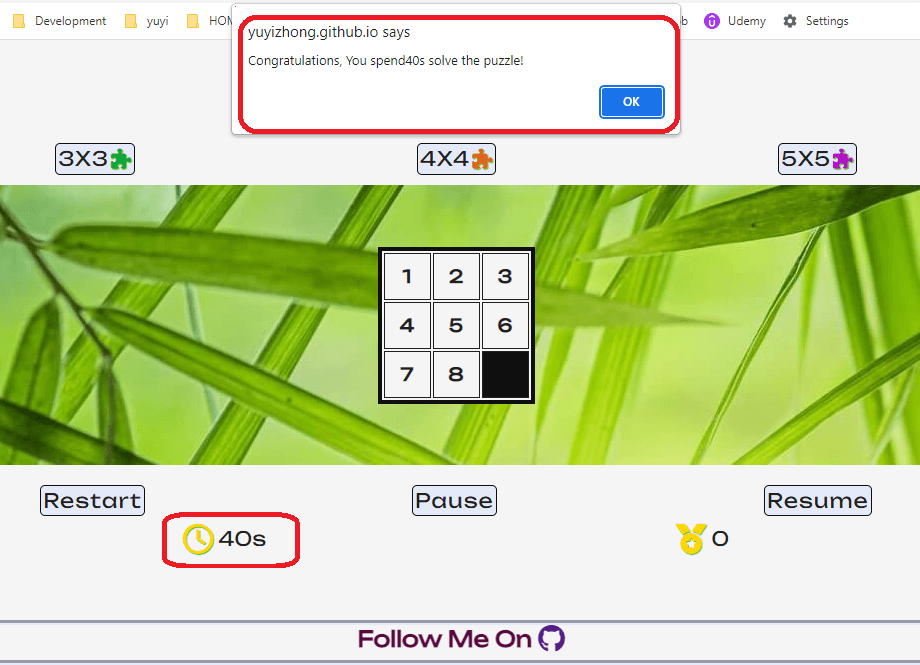 Development yuyi HOM b Udemy Settings
yuyizhong.github.io says
Congratulations, You spend40s solve the puzzle!
OK
3X3 4X4 5X5
1 2 3
4 5 6
7 8
Restart Pause Resume
40s 0
Follow Me On